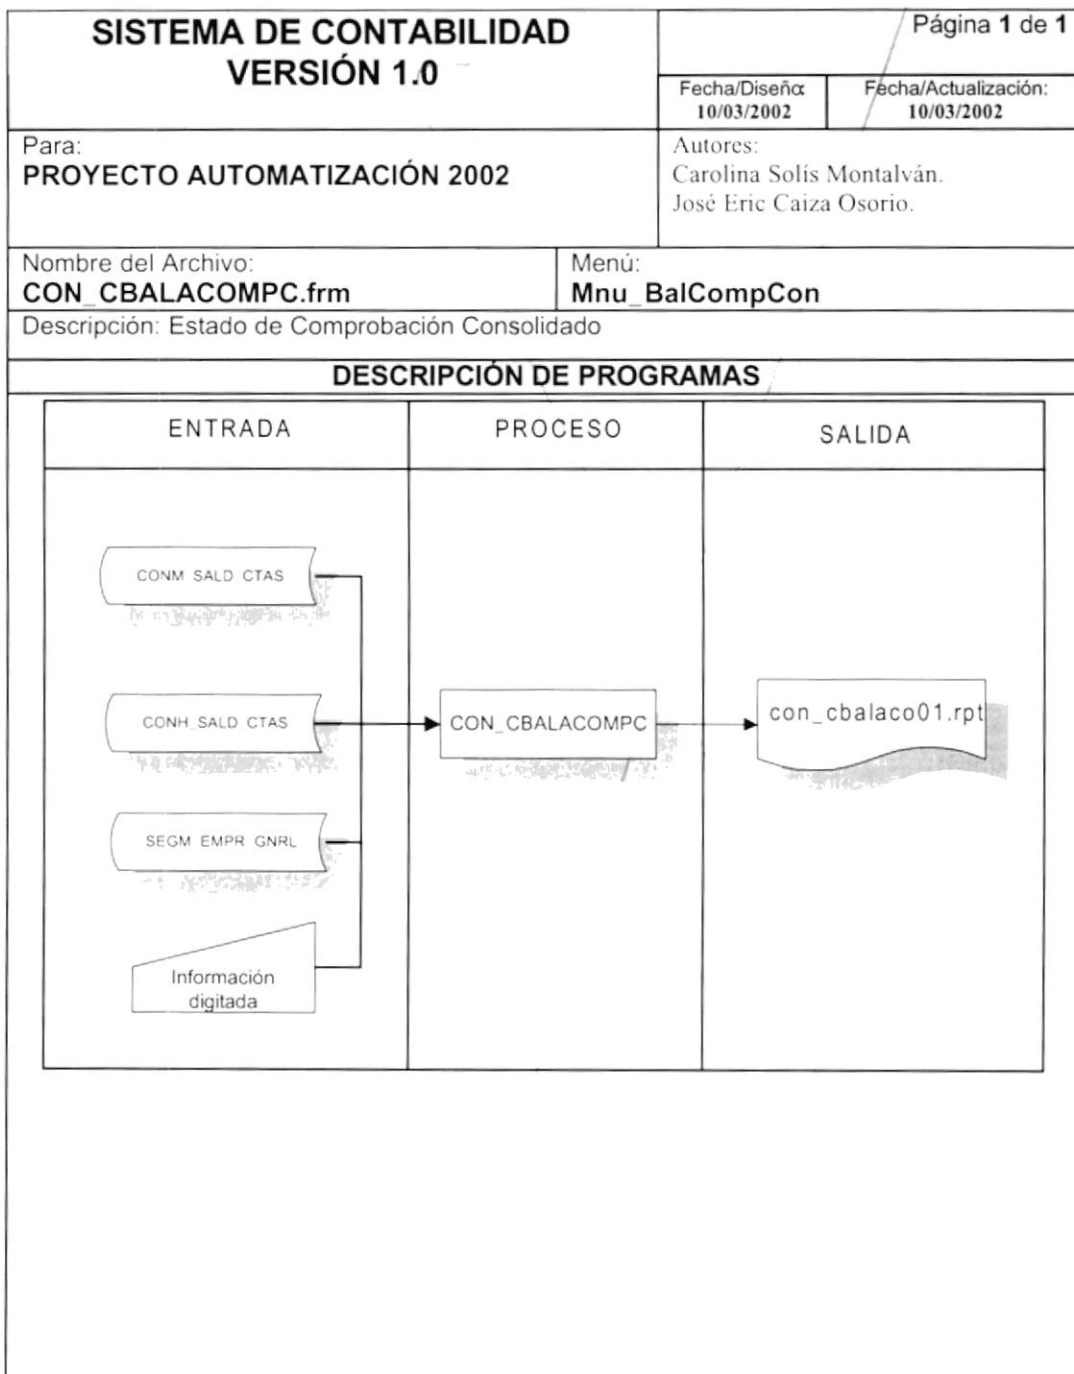 SISTEMA DE CONTABILIDAD
VERSIÓN 1.0
Página 1 de 1
Fecha/Diseño:
10/03/2002
Fecha/Actualización:
10/03/2002
Para:
PROYECTO AUTOMATIZACIÓN 2002
Autores:
Carolina Solís Montalván.
José Eric Caiza Osorio.
Nombre del Archivo:
CON_CBALACOMPC.frm
Menú:
Mnu_BalCompCon
Descripción: Estado de Comprobación Consolidado
DESCRIPCIÓN DE PROGRAMAS
ENTRADA
PROCESO
SALIDA
CONM SALD CTAS
CONH_SALD CTAS
CON_CBALACOMPC
con_cbalaco01.rpt
SEGM EMPR GNRL
Información
digitada